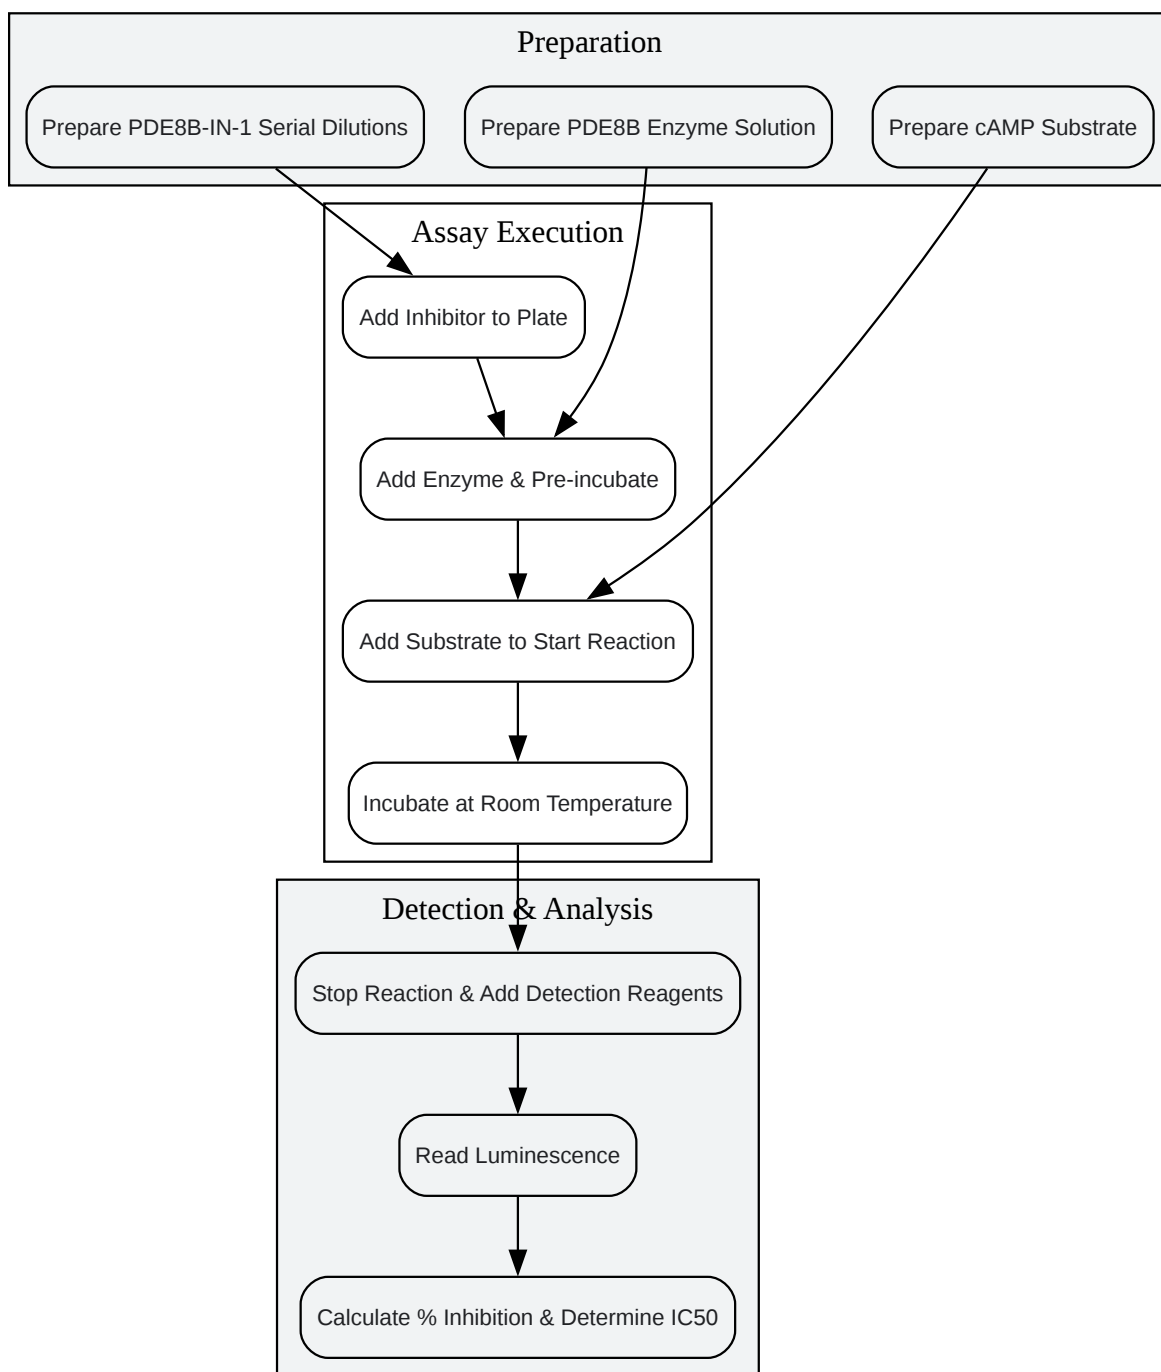 Preparation
Prepare PDE8B-IN-1 Serial Dilutions
Prepare PDE8B Enzyme Solution
Prepare cAMP Substrate
Assay Execution
Add Inhibitor to Plate
Add Enzyme & Pre-incubate
Add Substrate to Start Reaction
Incubate at Room Temperature
Detection & Analysis
Stop Reaction & Add Detection Reagents
Read Luminescence
Calculate % Inhibition & Determine IC50